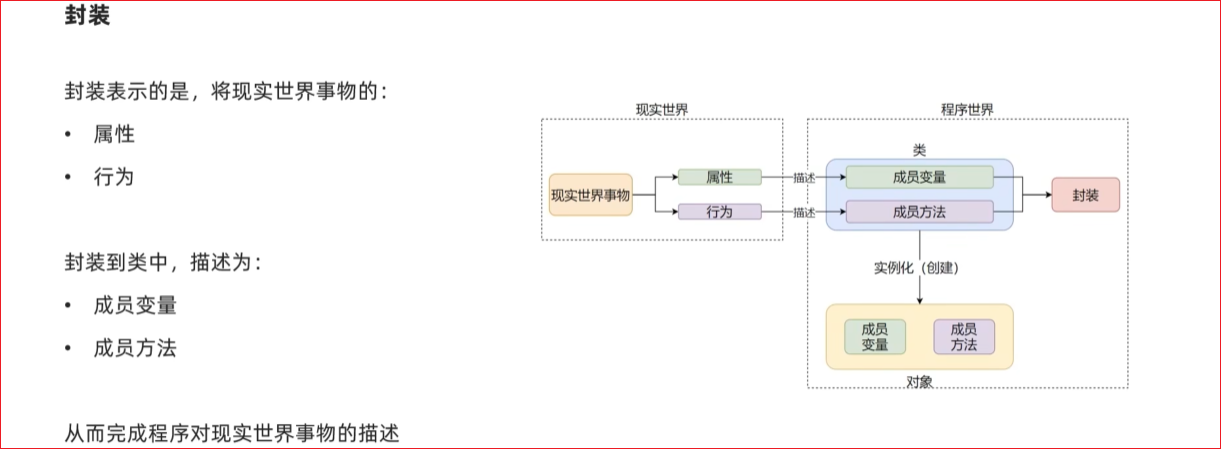 封装
封装表示的是，将现实世界事物的：
• 属性
• 行为
封装到类中，描述为：
• 成员变量
• 成员方法
从而完成程序对现实世界事物的描述
现实世界
程序世界
现实世界事物
属性
行为
描述
描述
类
成员变量
成员方法
封装
实例化（创建）
成员
变量
成员
方法
对象